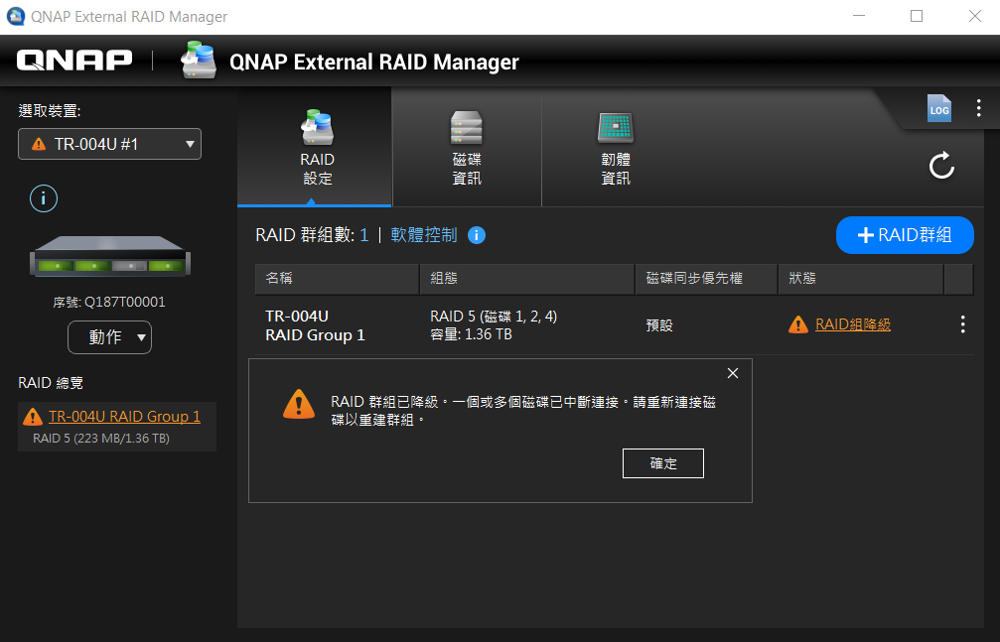 QNAP External RAID Manager
QNAP
QNAP External RAID Manager
選取裝置:
TR-004U #1
序號: Q187T00001
動作
RAID 總覽
TR-004U RAID Group 1
RAID 5 (223 MB/1.36 TB)
RAID
設定
磁碟
資訊
韌體
資訊
LOG
RAID 群組數: 1 | 軟體控制
RAID群組
名稱
組態
磁碟同步優先權
狀態
TR-004U
RAID Group 1
RAID 5 (磁碟 1, 2, 4)
容量: 1.36 TB
預設
RAID組降級
RAID 群組已降級。一個或多個磁碟已中斷連接。請重新連接磁
碟以重建群組。
確定